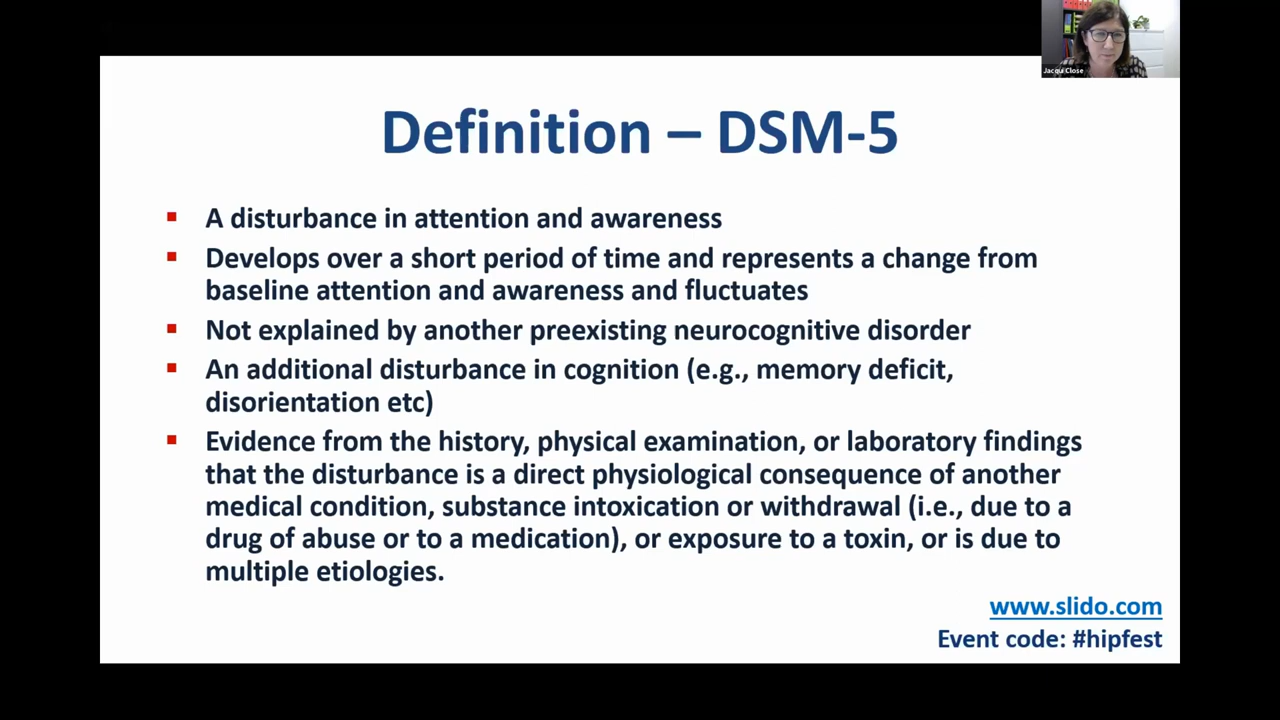 Jacqui Close
Definition – DSM-5
A disturbance in attention and awareness
Develops over a short period of time and represents a change from
baseline attention and awareness and fluctuates
Not explained by another preexisting neurocognitive disorder
An additional disturbance in cognition (e.g., memory deficit,
disorientation etc)
Evidence from the history, physical examination, or laboratory findings
that the disturbance is a direct physiological consequence of another
medical condition, substance intoxication or withdrawal (i.e., due to a
drug of abuse or to a medication), or exposure to a toxin, or is due to
multiple etiologies.
www.slido.com
Event code: #hipfest